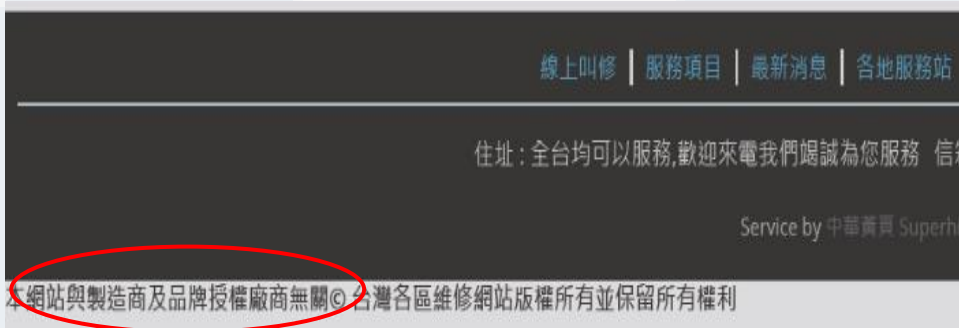 線上叫修 | 服務項目 | 最新消息 | 各地服務站
住址 : 全台均可以服務,歡迎來電我們竭誠為您服務 信
Service by 中華黃頁 Superh
本網站與製造商及品牌授權廠商無關© 台灣各區維修網站版權所有並保留所有權利